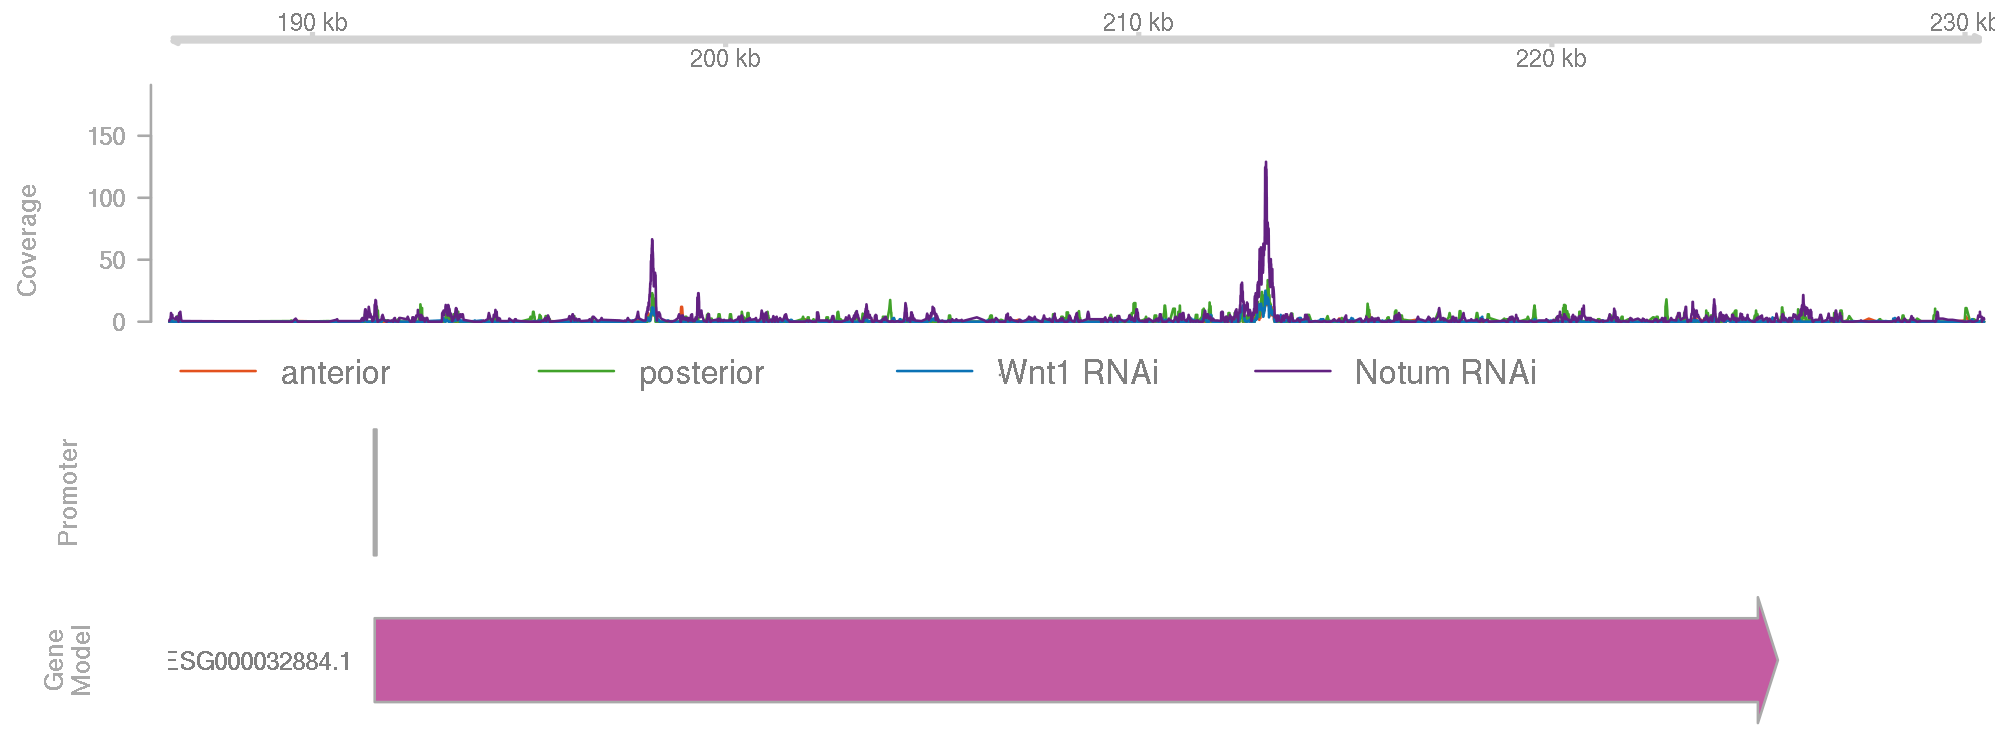 190 kb 210 kb 230 kb
200 kb 220 kb
Coverage
150
100
50
0
anterior posterior Wnt1 RNAi Notum RNAi
Promoter
Gene
Model
ESG000032884.1